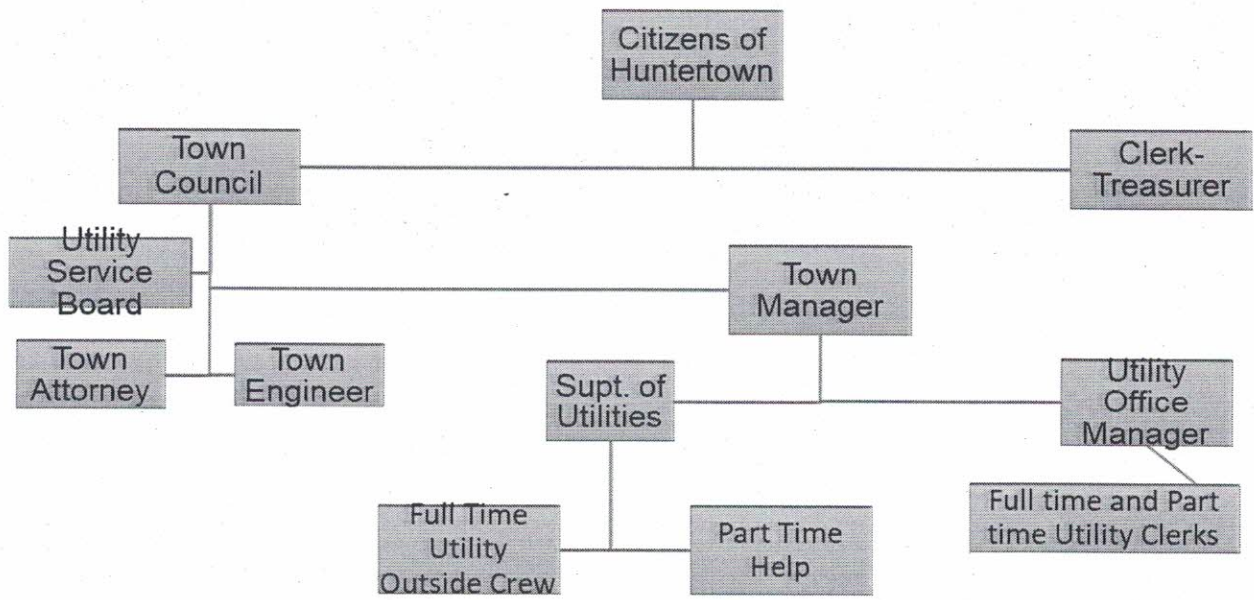 Citizens of
Huntertown
Town
Council
Clerk-
Treasurer
Utility
Service
Board
Town
Manager
Town
Attorney
Town
Engineer
Supt. of
Utilities
Utility
Office
Manager
Full Time
Utility
Outside Crew
Part Time
Help
Full time and Part
time Utility Clerks